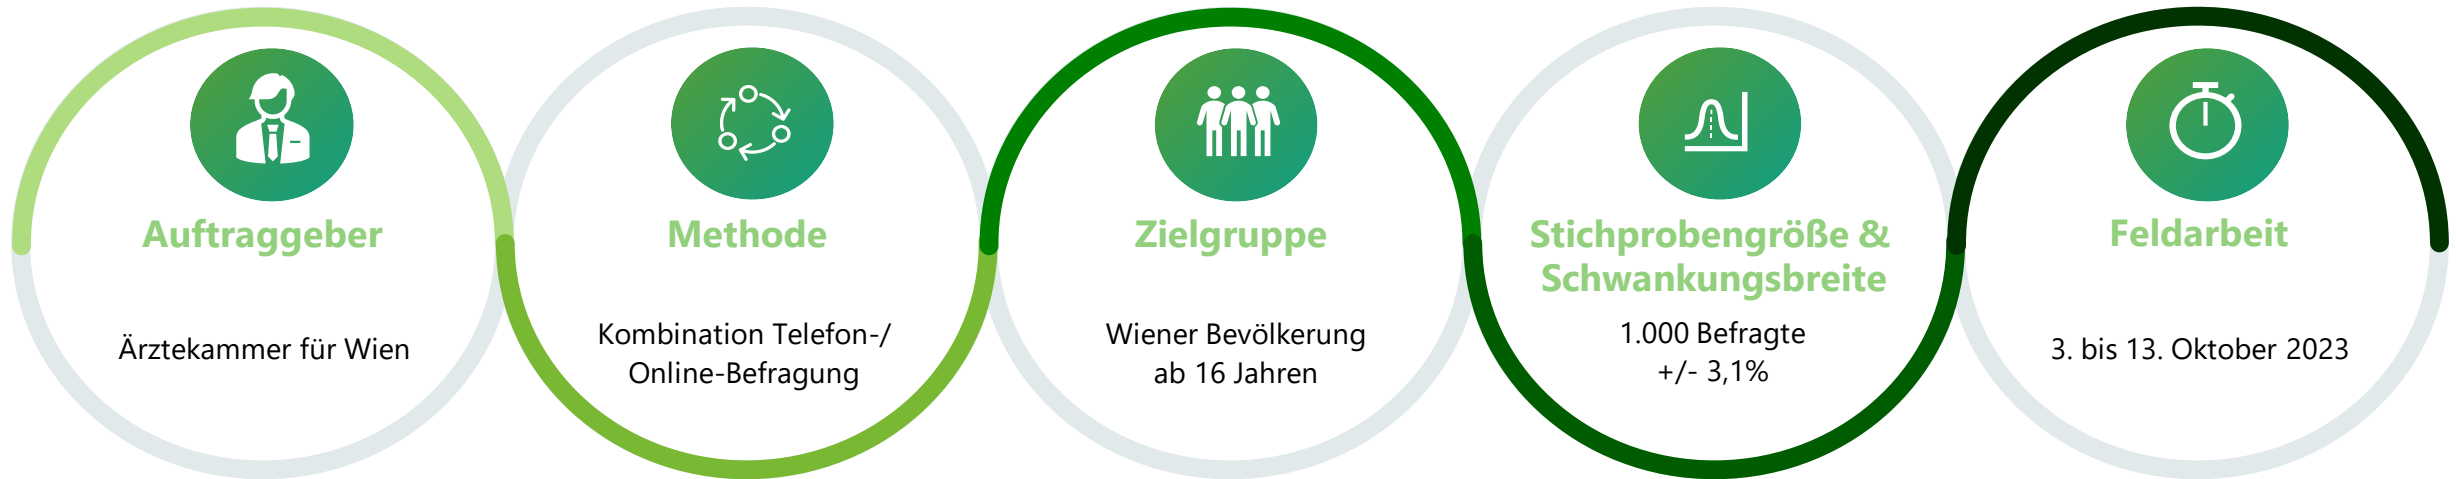 Auftraggeber
Ärztekammer für Wien
Methode
Kombination Telefon-/
Online-Befragung
Zielgruppe
Wiener Bevölkerung
ab 16 Jahren
Stichprobengröße &
Schwankungsbreite
1.000 Befragte
+/- 3,1%
Feldarbeit
3. bis 13. Oktober 2023